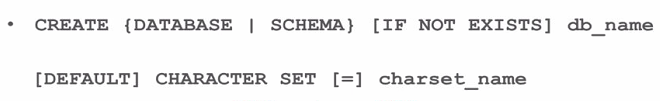 • CREATE {DATABASE | SCHEMA} [IF NOT EXISTS] db_name
[DEFAULT] CHARACTER SET [=] charset_name